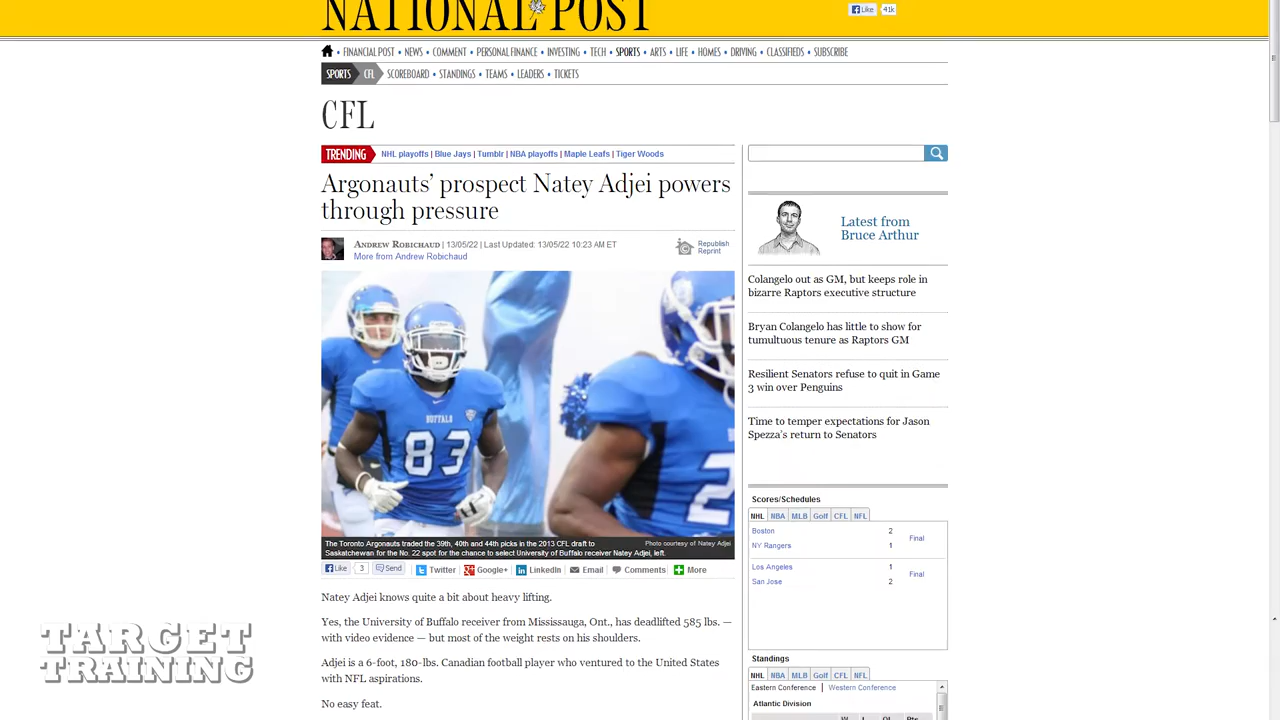 NATIONAL POST
Like 41k
FINANCIAL POST • NEWS • COMMENT • PERSONAL FINANCE • INVESTING • TECH • SPORTS • ARTS • LIFE • HOMES • DRIVING • CLASSIFIEDS • SUBSCRIBE
SPORTS CFL SCOREBOARD • STANDINGS • TEAMS • LEADERS • TICKETS
CFL
TRENDING NHL playoffs | Blue Jays | Tumblr | NBA playoffs | Maple Leafs | Tiger Woods
Argonauts' prospect Natey Adjei powers
through pressure
ANDREW ROBICHAUD | 13/05/22 | Last Updated: 13/05/22 10:23 AM ET
More from Andrew Robichaud
Republish
Reprint
BUFFALO
83
2
The Toronto Argonauts traded the 39th, 40th and 44th picks in the 2013 CFL draft to
Saskatchewan for the No. 22 spot for the chance to select University of Buffalo receiver Natey Adjei, left.
Photo courtesy of Natey Adjei
Like 3 Send Twitter Google+ LinkedIn Email Comments More
Natey Adjei knows quite a bit about heavy lifting.
Yes, the University of Buffalo receiver from Mississauga, Ont., has deadlifted 585 lbs. —
with video evidence — but most of the weight rests on his shoulders.
Adjei is a 6-foot, 180-lbs. Canadian football player who ventured to the United States
with NFL aspirations.
No easy feat.
Latest from
Bruce Arthur
Colangelo out as GM, but keeps role in
bizarre Raptors executive structure
Bryan Colangelo has little to show for
tumultuous tenure as Raptors GM
Resilient Senators refuse to quit in Game
3 win over Penguins
Time to temper expectations for Jason
Spezza's return to Senators
Scores/Schedules
NHL NBA MLB Golf CFL NFL
Boston 2
NY Rangers 1
Final
Los Angeles 1
San Jose 2
Final
Standings
NHL NBA MLB Golf CFL NFL
Eastern Conference | Western Conference
Atlantic Division
W L OL Pts
TARGET
TRAINING